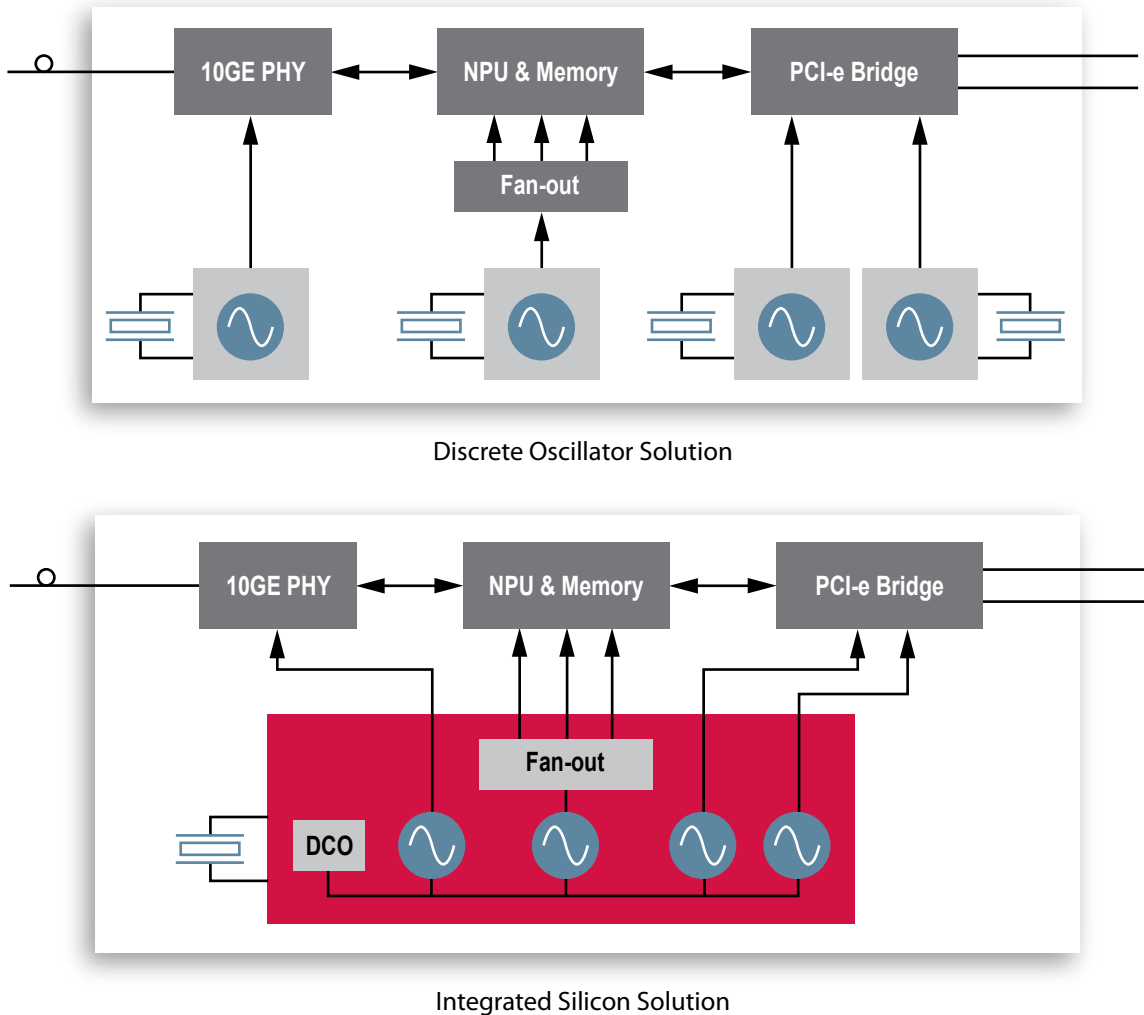 10GE PHY
NPU & Memory
PCI-e Bridge
Fan-out
Discrete Oscillator Solution
10GE PHY
NPU & Memory
PCI-e Bridge
Fan-out
DCO
Integrated Silicon Solution